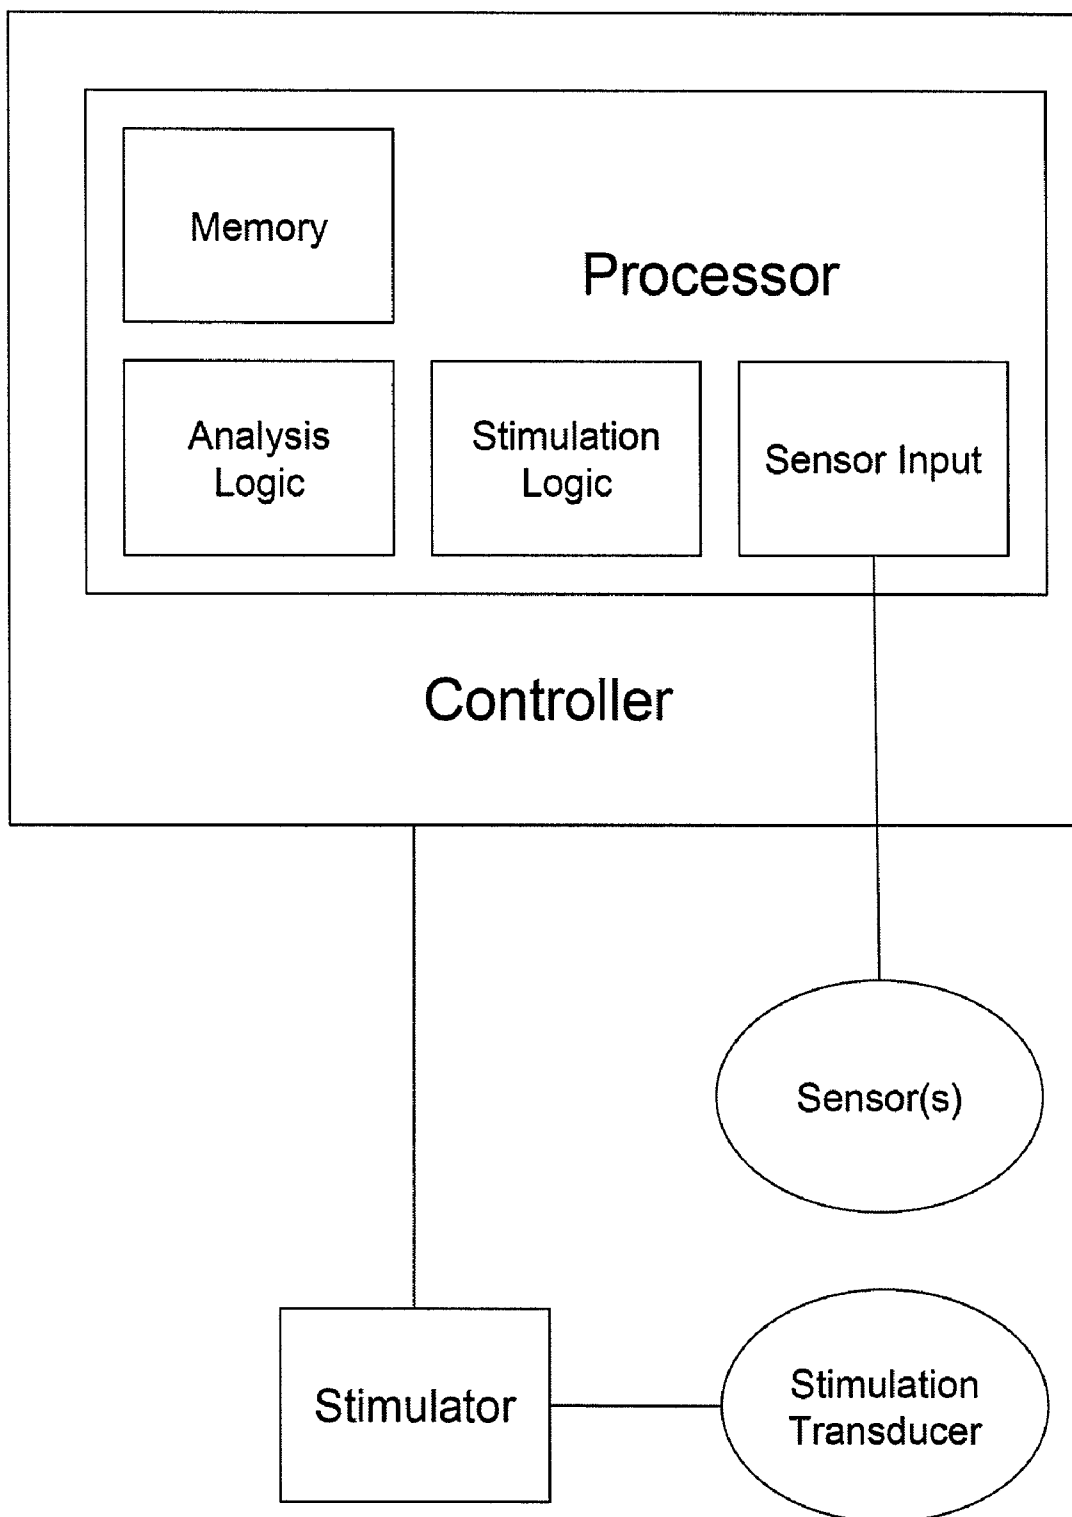 Memory
Processor
Analysis
Logic
Stimulation
Logic
Sensor Input
Controller
Sensor(s)
Stimulator
Stimulation
Transducer